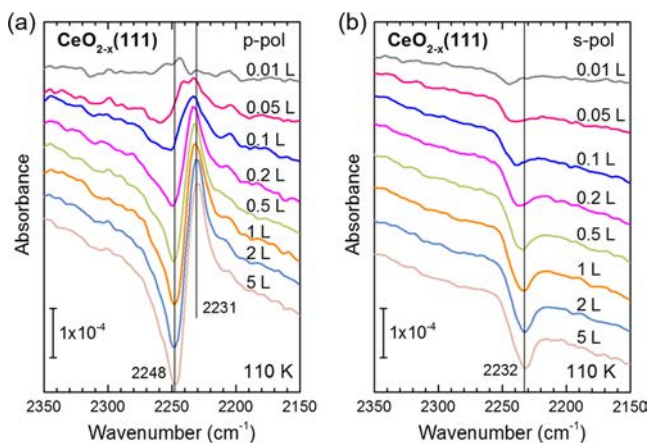 (a)
CeO2-x(111) p-pol
0.01 L
0.05 L
0.1 L
0.2 L
0.5 L
1 L
2 L
5 L
2231
1x10-4
2248
110 K
Absorbance
2350 2300 2250 2200 2150
Wavenumber (cm-1)
(b)
CeO2-x(111) s-pol
0.01 L
0.05 L
0.1 L
0.2 L
0.5 L
1 L
2 L
5 L
1x10-4
2232
110 K
Absorbance
2350 2300 2250 2200 2150
Wavenumber (cm-1)